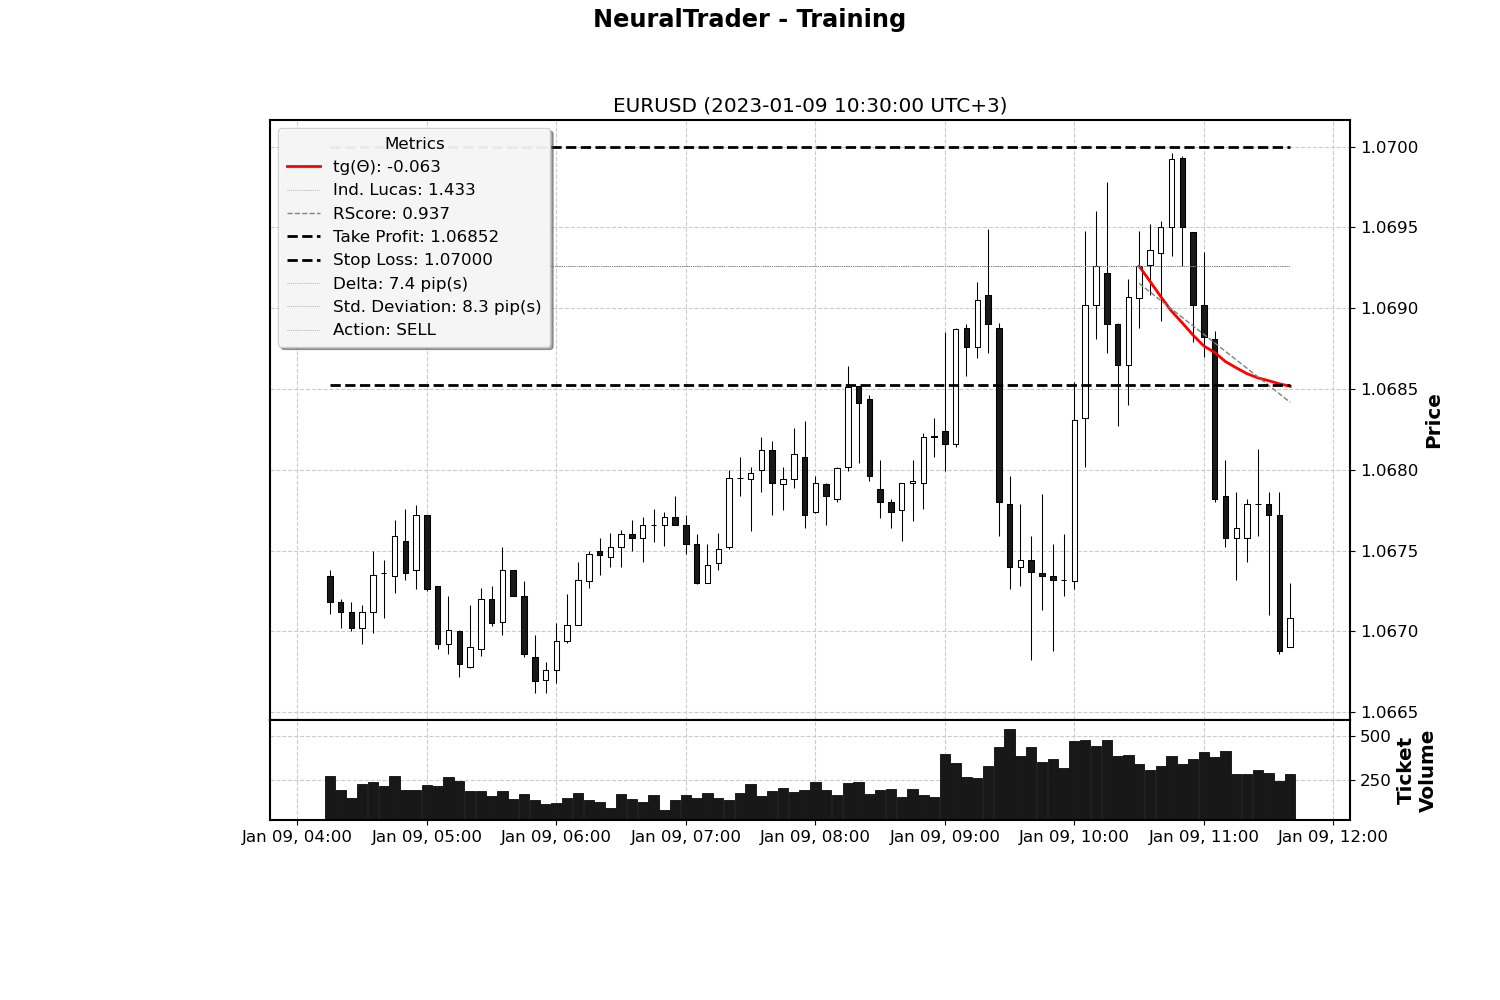 NeuralTrader - Training
EURUSD (2023-01-09 10:30:00 UTC+3)
Metrics
tg(Θ): -0.063
Ind. Lucas: 1.433
RScore: 0.937
Take Profit: 1.06852
Stop Loss: 1.07000
Delta: 7.4 pip(s)
Std. Deviation: 8.3 pip(s)
Action: SELL
1.0700
1.0695
1.0690
1.0685
1.0680
1.0675
1.0670
1.0665
Price
500
250
Ticket
Volume
Jan 09, 04:00 Jan 09, 05:00 Jan 09, 06:00 Jan 09, 07:00 Jan 09, 08:00 Jan 09, 09:00 Jan 09, 10:00 Jan 09, 11:00 Jan 09, 12:00